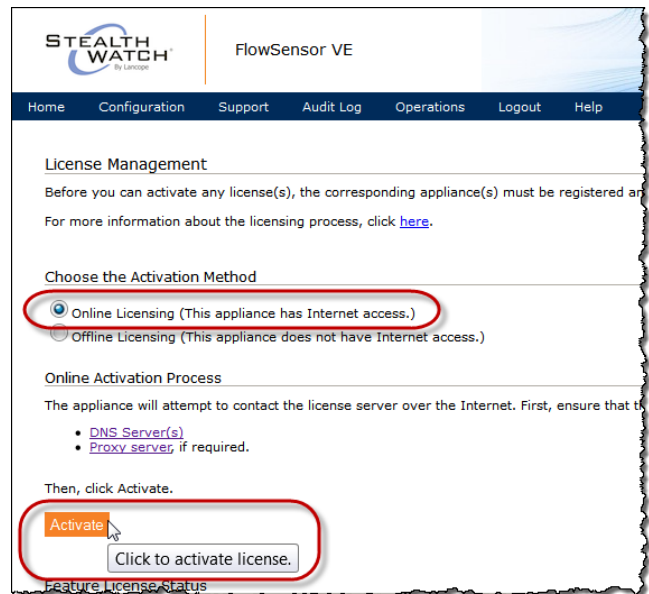 STEALTH
WATCH
By Lancope
FlowSensor VE
Home Configuration Support Audit Log Operations Logout Help
License Management
Before you can activate any license(s), the corresponding appliance(s) must be registered
For more information about the licensing process, click here.
Choose the Activation Method
Online Licensing (This appliance has Internet access.)
Offline Licensing (This appliance does not have Internet access.)
Online Activation Process
The appliance will attempt to contact the license server over the Internet. First, ensure that
• DNS Server(s)
• Proxy server, if required.
Then, click Activate.
Activate
Click to activate license.
Feature License Status